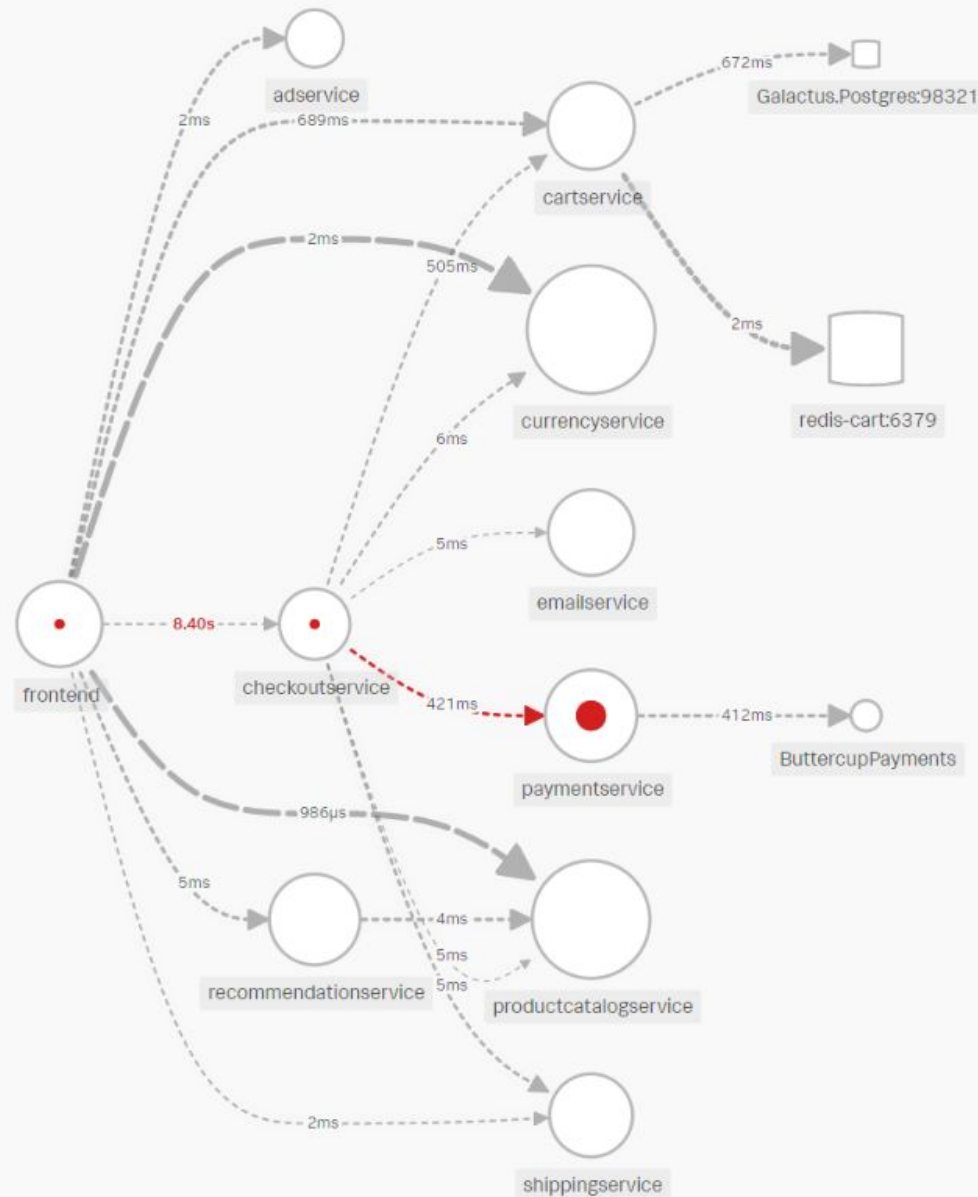 adservice
2ms
689ms
672ms
Galactus.Postgres:98321
cartservice
2ms
505ms
2ms
redis-cart:6379
currencyservice
6ms
5ms
emailservice
8.40s
frontend
checkoutservice
421ms
412ms
paymentservice
ButtercupPayments
986µs
5ms
4ms
5ms
5ms
recommendationservice
productcatalogservice
2ms
shippingservice